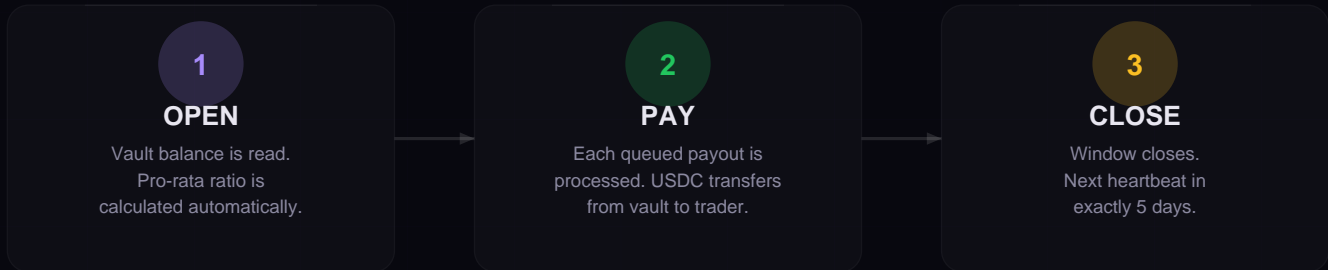 1
OPEN
Vault balance is read.
Pro-rata ratio is
calculated automatically.
2
PAY
Each queued payout is
processed. USDC transfers
from vault to trader.
3
CLOSE
Window closes.
Next heartbeat in
exactly 5 days.